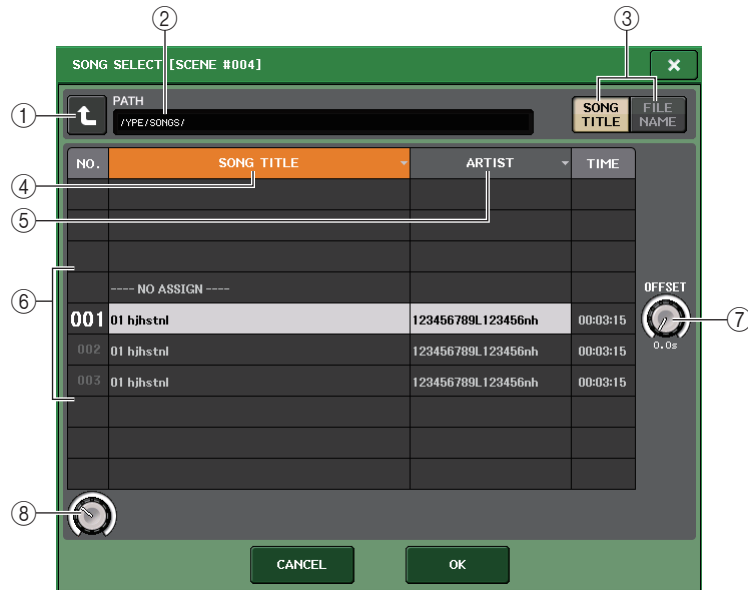 ② ③
SONG SELECT [SCENE #004] ×
① PATH
/YPE/SONGS/
SONG TITLE
FILE NAME
NO. SONG TITLE ARTIST TIME
④
⑤
⑥
---- NO ASSIGN ----
001 01 hjhstnl 123456789L123456nh 00:03:15
002 01 hjhstnl 123456789L123456nh 00:03:15
003 01 hjhstnl 123456789L123456nh 00:03:15
OFFSET
⑦
0.0s
⑧
CANCEL OK